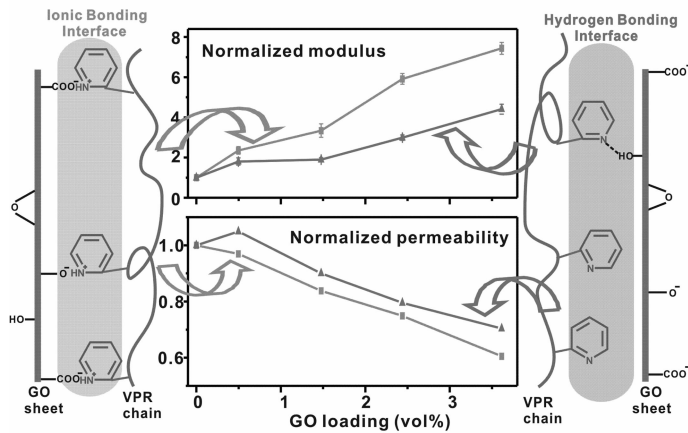 Ionic Bonding
Interface
COO⁻
HN
+
O
O⁻
HN
+
HO
COO⁻
HN
+
GO
sheet
VPR
chain
Normalized modulus
8
6
4
2
0
Normalized permeability
1.0
0.8
0.6
0 1 2 3
GO loading (vol%)
Hydrogen Bonding
Interface
COO⁻
N
HO
O
N
O⁻
N
COO⁻
VPR
chain
GO
sheet